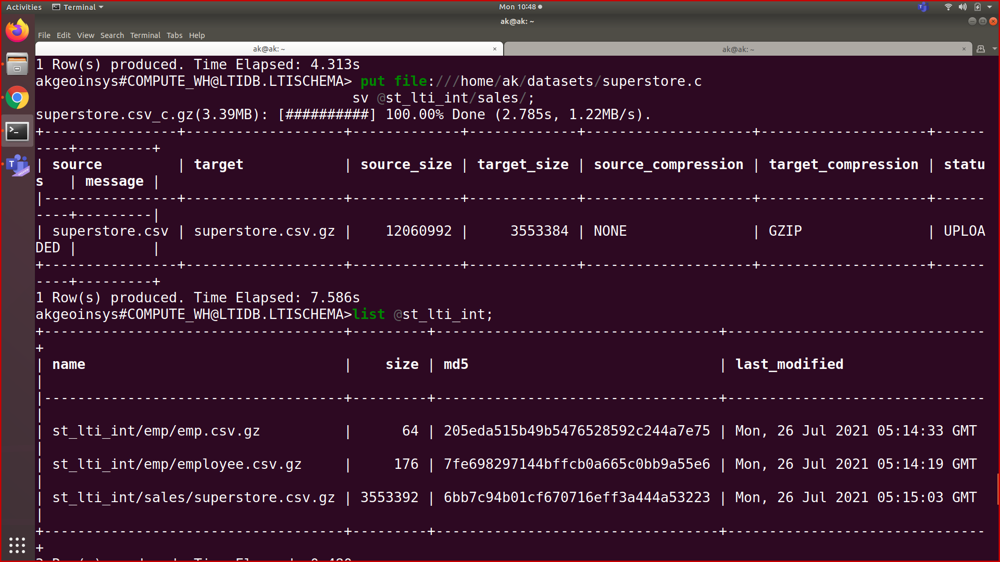 Activities Terminal Mon 10:48
ak@ak: ~
File Edit View Search Terminal Tabs Help
ak@ak: ~ × ak@ak: ~ ×
1 Row(s) produced. Time Elapsed: 4.313s
akgeoinsys#COMPUTE_WH@LTIDB.LTISCHEMA> put file:///home/ak/datasets/superstore.c
sv @st_lti_int/sales/;
superstore.csv_c.gz(3.39MB): [##########] 100.00% Done (2.785s, 1.22MB/s).
+----------------+-------------------+-------------+-------------+--------------------+--------------------+------
----+---------+
| source         | target            | source_size | target_size | source_compression | target_compression | statu
s   | message |
|----------------+-------------------+-------------+-------------+--------------------+--------------------+------
----+---------|
| superstore.csv | superstore.csv.gz |    12060992 |     3553384 | NONE               | GZIP               | UPLOA
DED |         |
+----------------+-------------------+-------------+-------------+--------------------+--------------------+------
----+---------+
1 Row(s) produced. Time Elapsed: 7.586s
akgeoinsys#COMPUTE_WH@LTIDB.LTISCHEMA>list @st_lti_int;
+------------------------------------+---------+----------------------------------+-------------------------------
+
| name                               |    size | md5                              | last_modified
|
|------------------------------------+---------+----------------------------------+-------------------------------
|
| st_lti_int/emp/emp.csv.gz          |      64 | 205eda515b49b5476528592c244a7e75 | Mon, 26 Jul 2021 05:14:33 GMT
|
| st_lti_int/emp/employee.csv.gz     |     176 | 7fe698297144bffcb0a665c0bb9a55e6 | Mon, 26 Jul 2021 05:14:19 GMT
|
| st_lti_int/sales/superstore.csv.gz | 3553392 | 6bb7c94b01cf670716eff3a444a53223 | Mon, 26 Jul 2021 05:15:03 GMT
|
+------------------------------------+---------+----------------------------------+-------------------------------
+